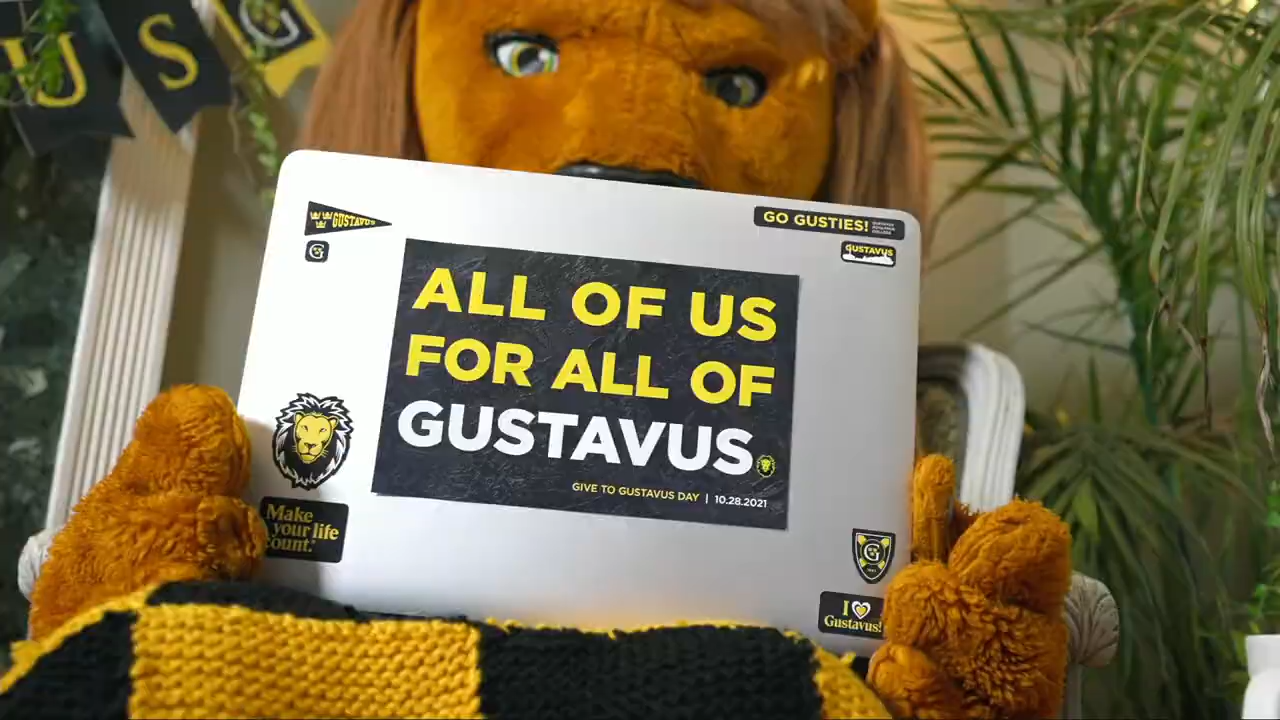 U S G
GUSTAVUS
G
GO GUSTIES!
GUSTAVUS
ALL OF US
FOR ALL OF
GUSTAVUS
GIVE TO GUSTAVUS DAY | 10.28.2021
Make
your life
count.®
G
I
Gustavus!